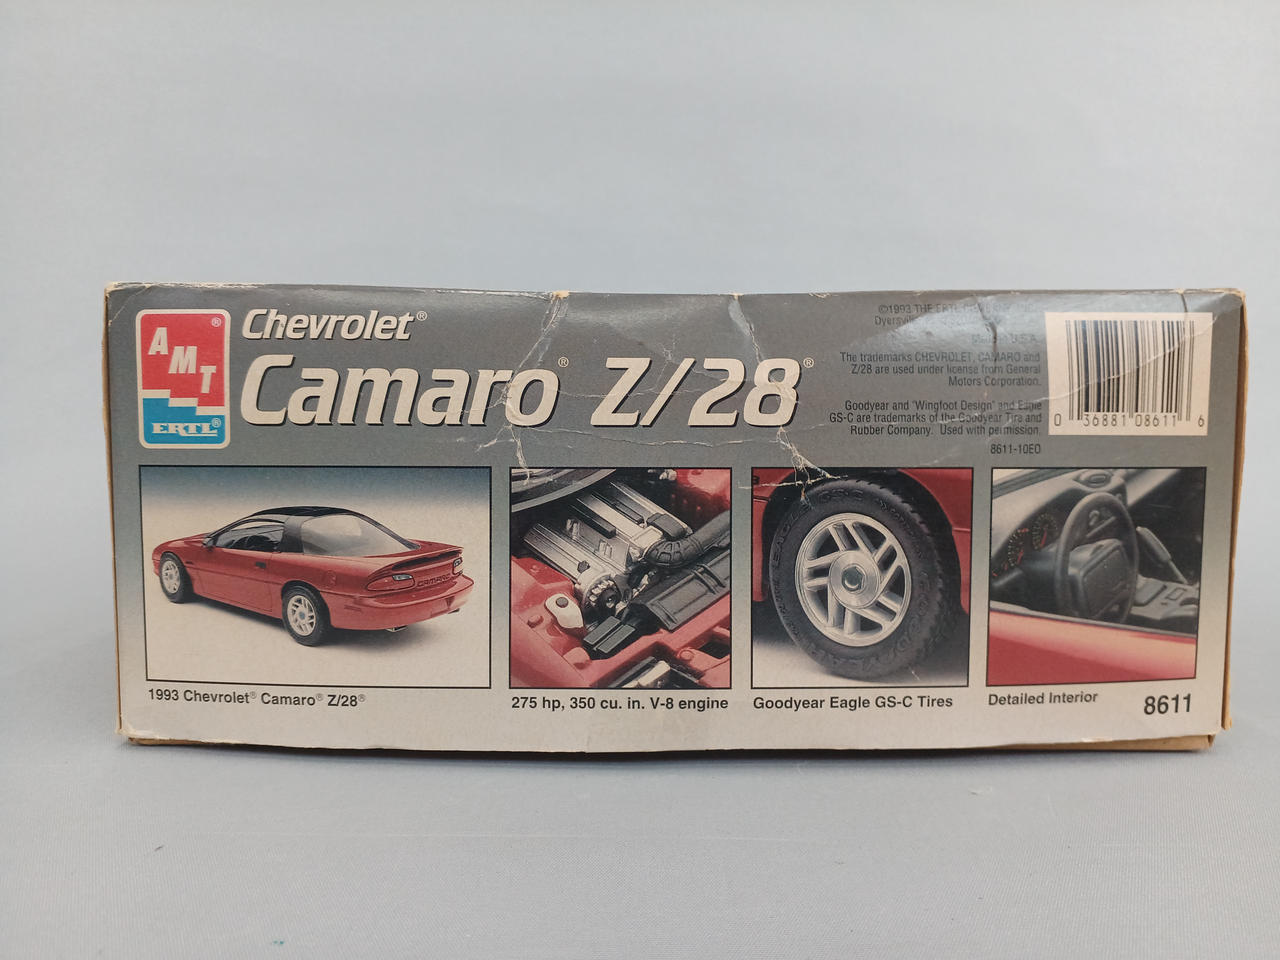 AMT®
ERTL®
Chevrolet®
Camaro® Z/28®
©1993 THE ERTL
Dyersville
U.S.A.
The trademarks CHEVROLET, CAMARO and
Z/28 are used under license from General
Motors Corporation.
Goodyear and "Wingfoot Design" and Eagle
GS-C are trademarks of the Goodyear Tire and
Rubber Company. Used with permission.
8611-10EO
0 36881 08611 6
CAMARO
1993 Chevrolet® Camaro® Z/28®
275 hp, 350 cu. in. V-8 engine
Goodyear Eagle GS-C Tires
Detailed Interior
8611